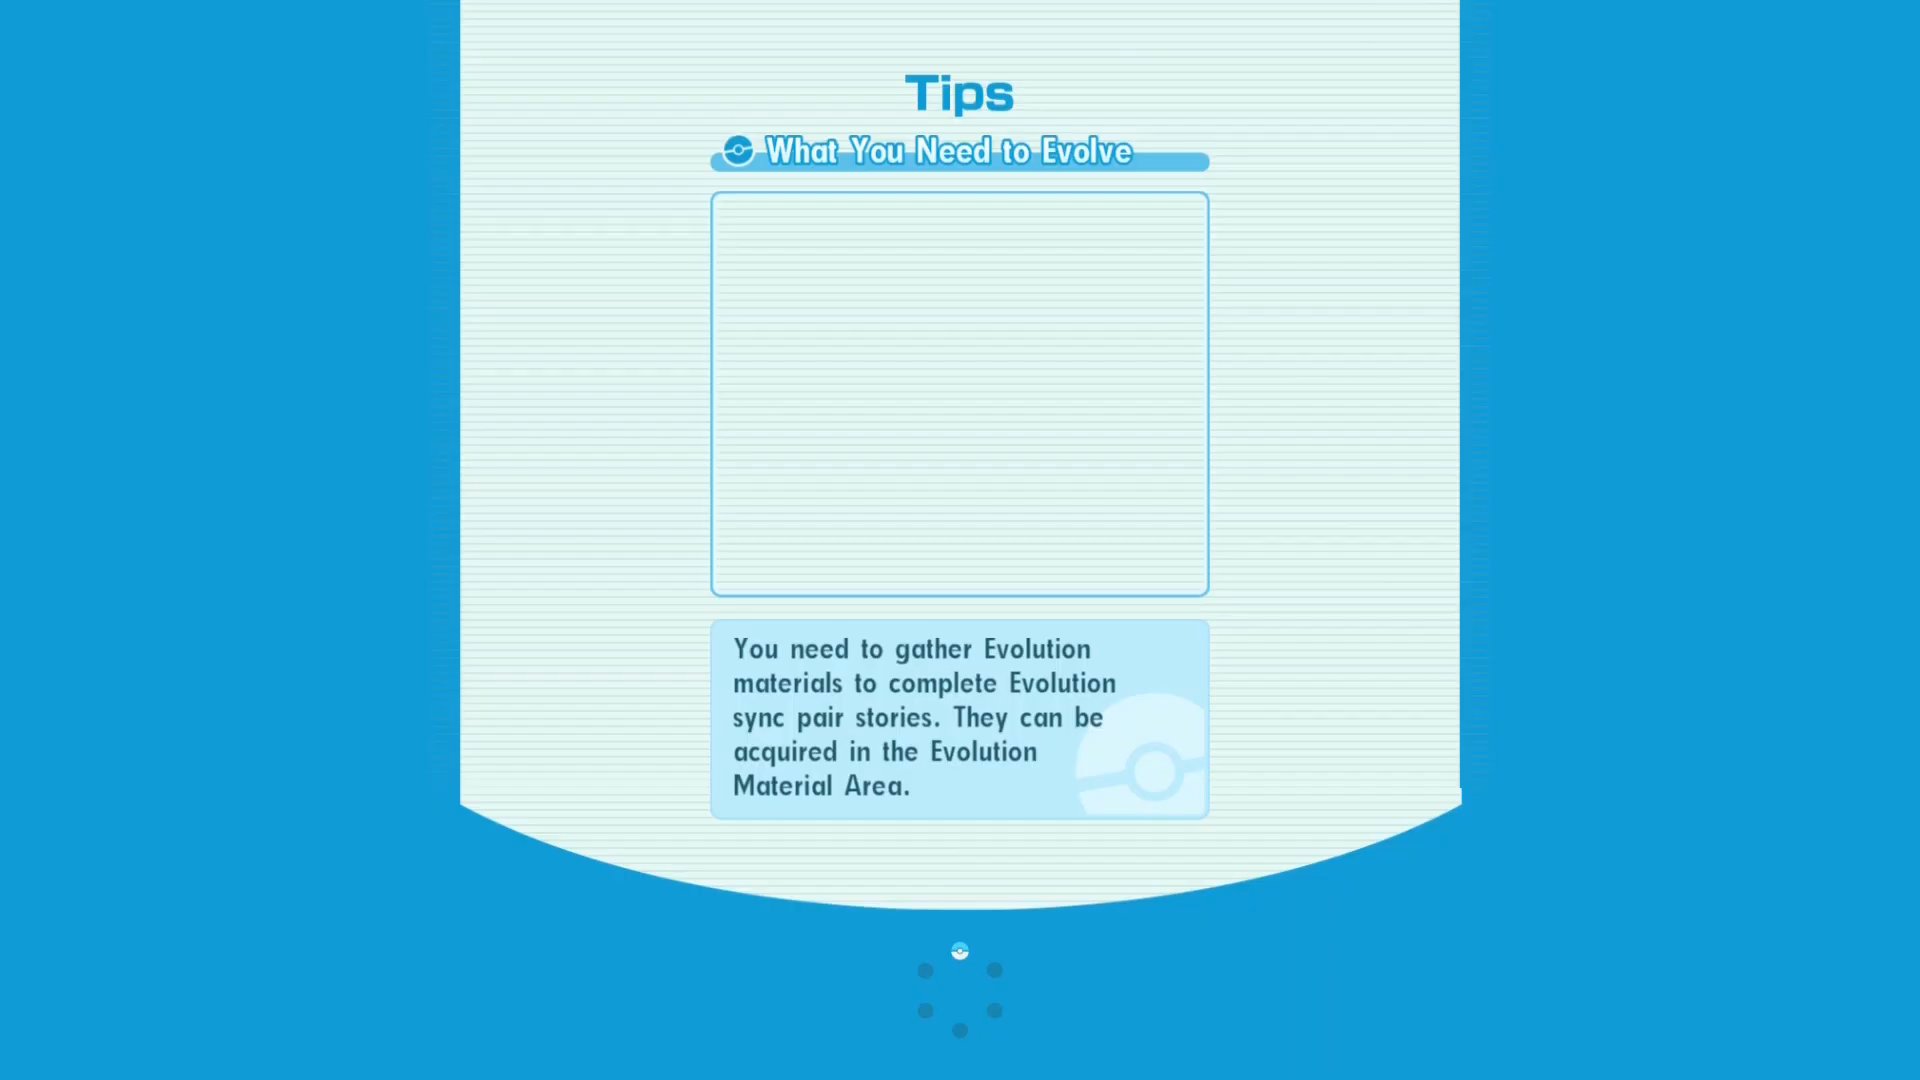 Tips
What You Need to Evolve
You need to gather Evolution
materials to complete Evolution
sync pair stories. They can be
acquired in the Evolution
Material Area.